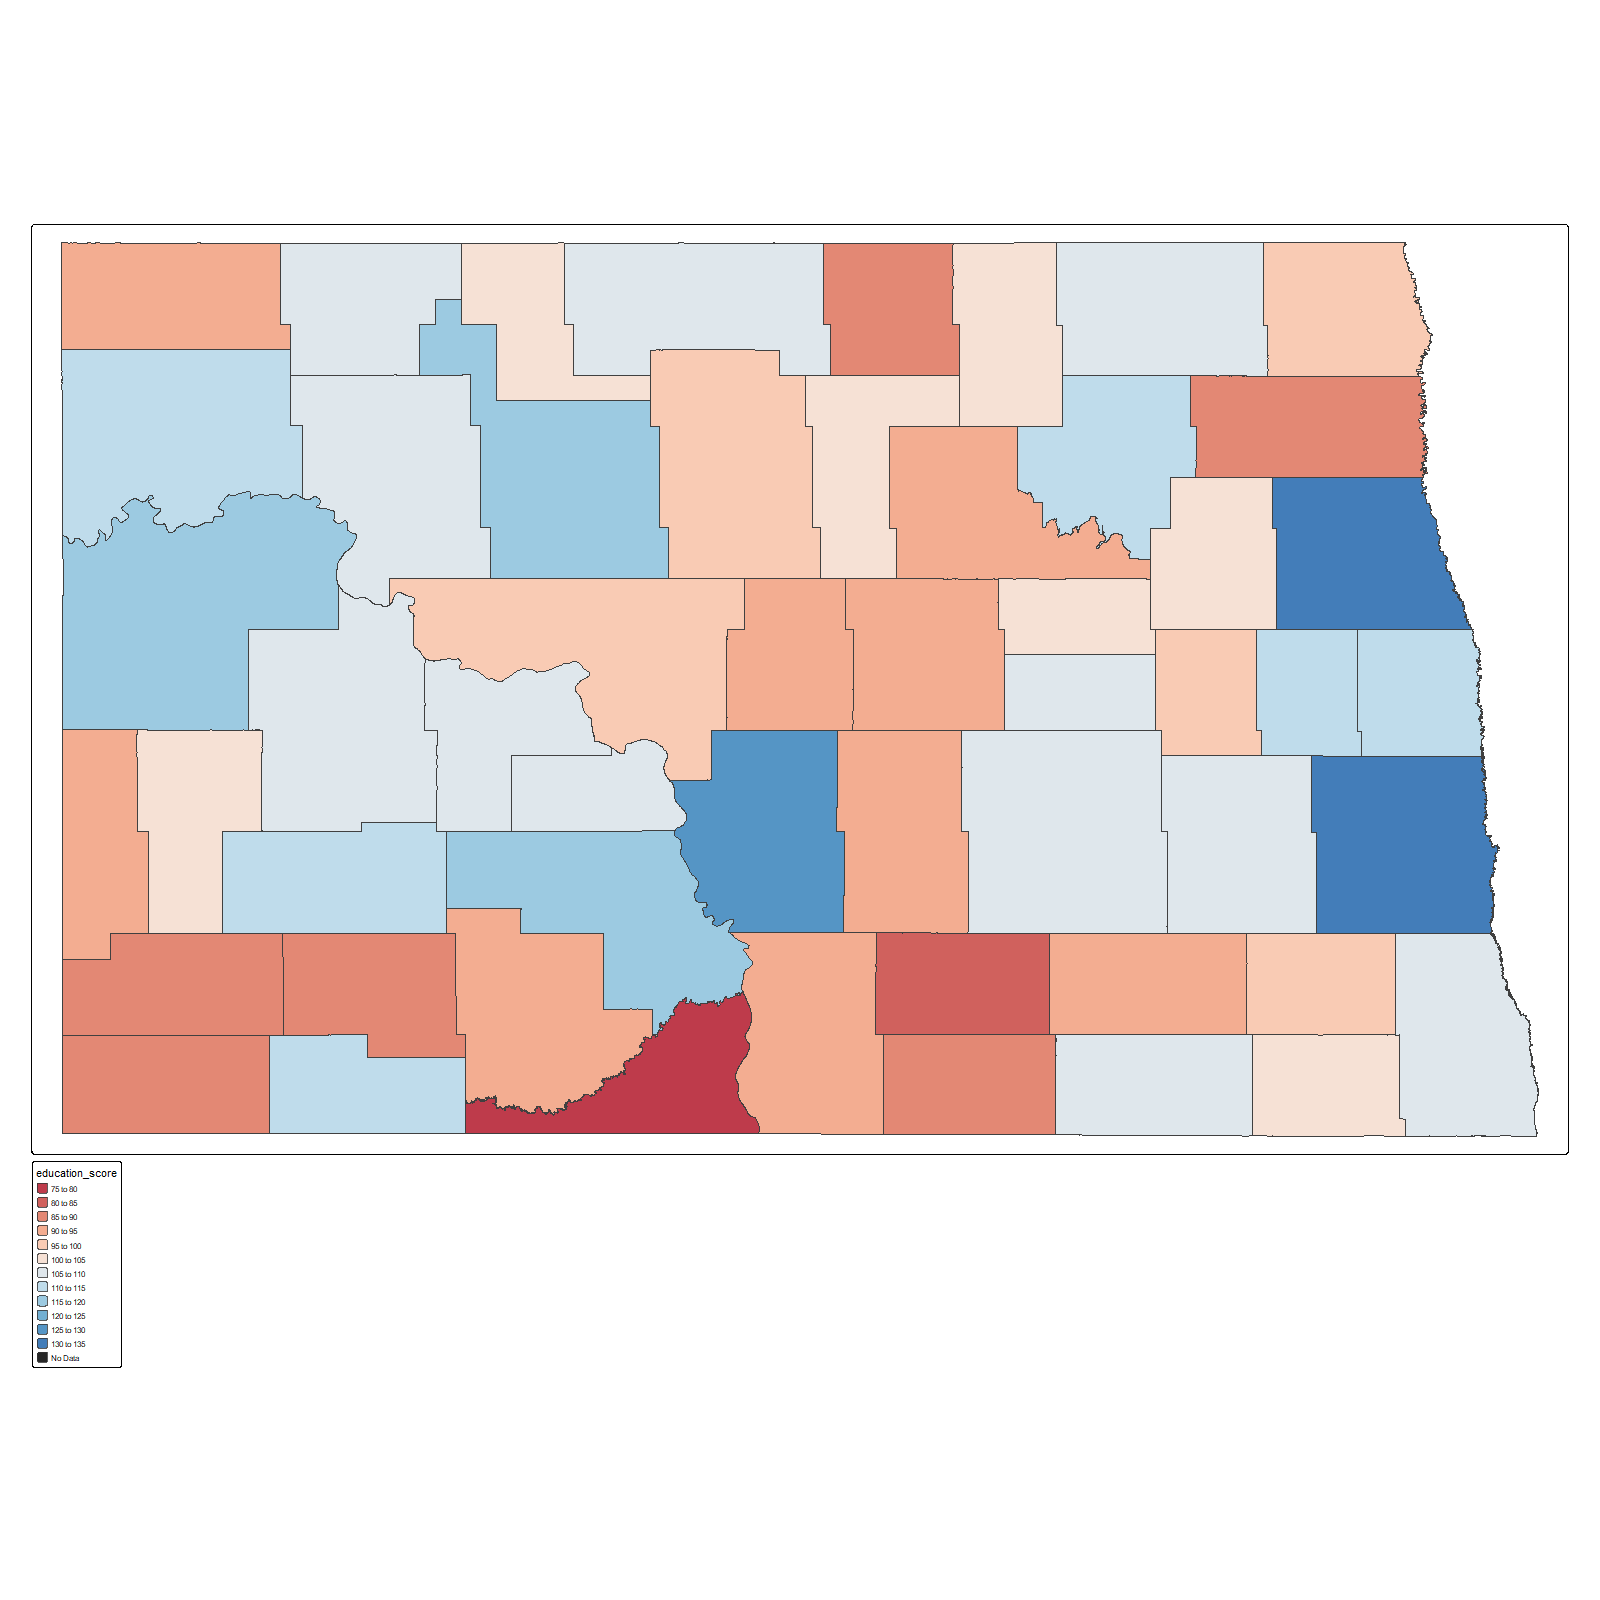 education_score
75 to 80
80 to 85
85 to 90
90 to 95
95 to 100
100 to 105
105 to 110
110 to 115
115 to 120
120 to 125
125 to 130
130 to 135
No Data